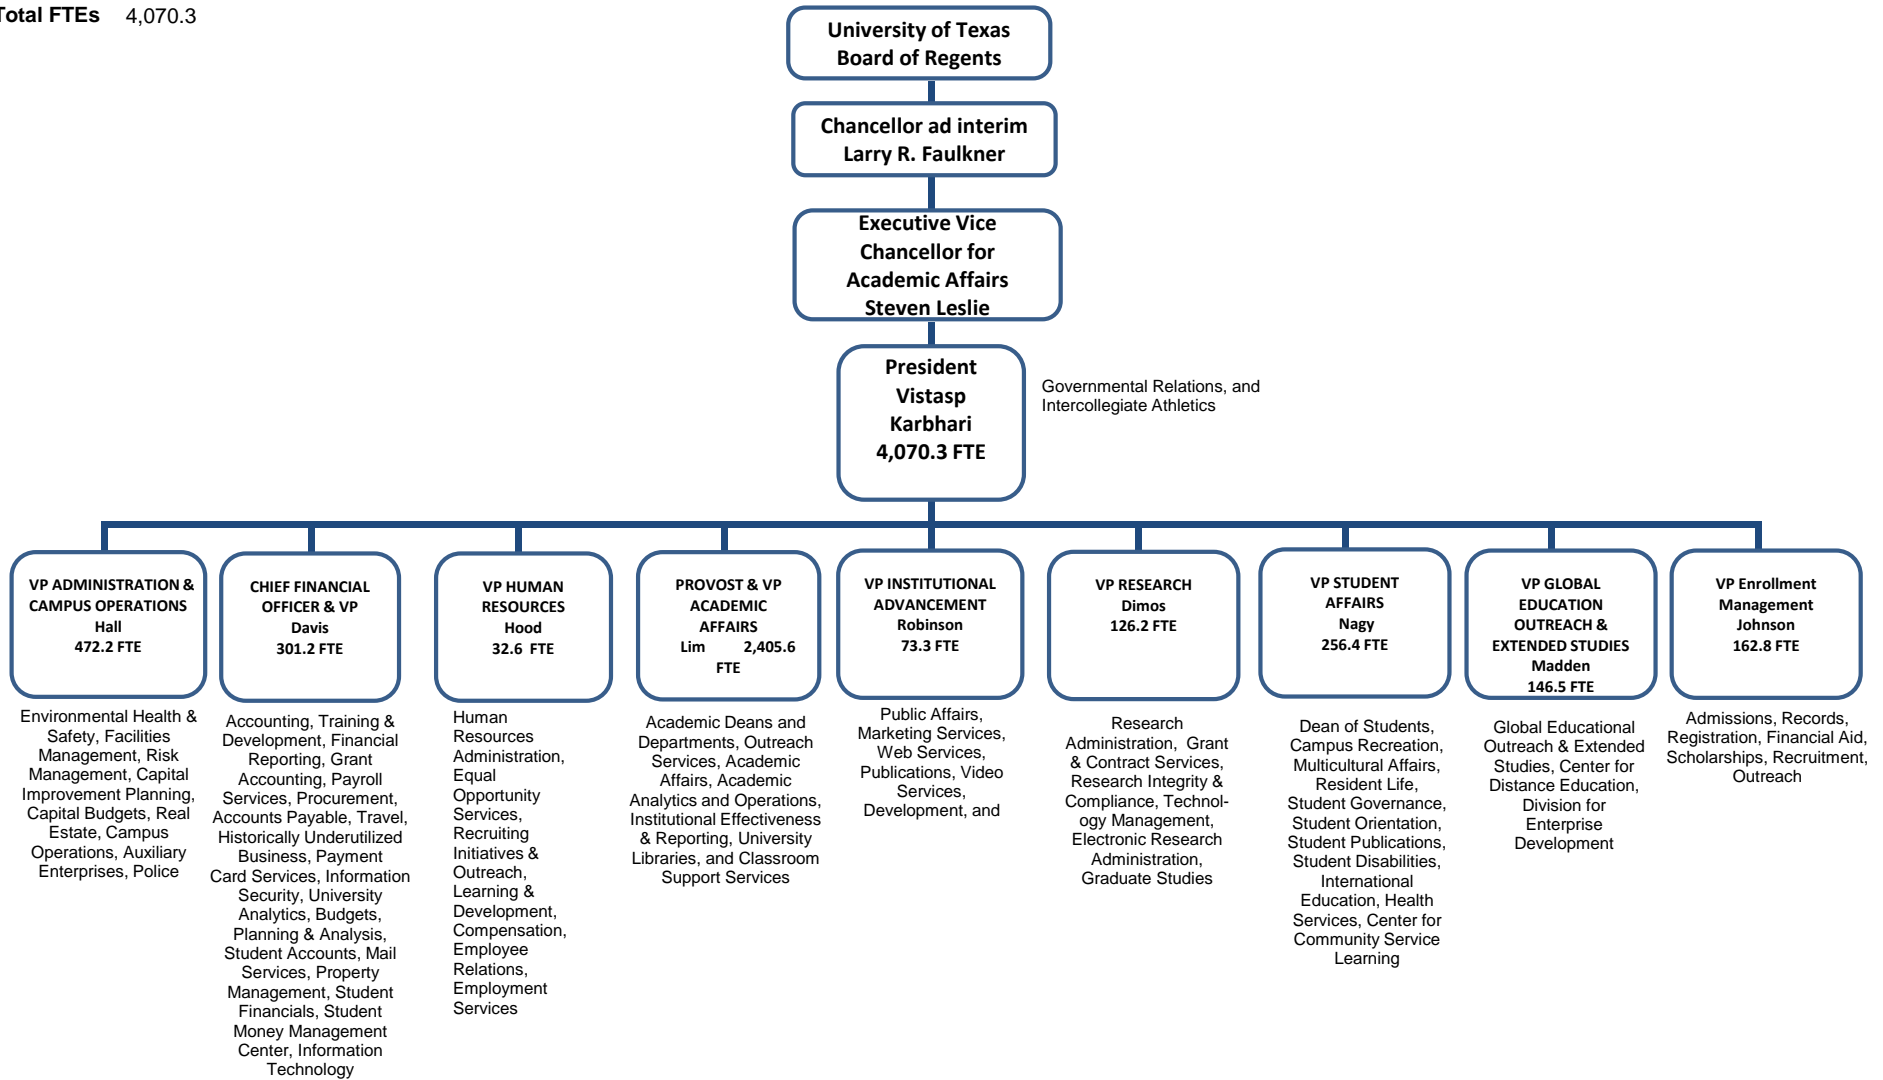 Total FTEs 4,070.3
University of Texas
Board of Regents
Chancellor ad interim
Larry R. Faulkner
Executive Vice
Chancellor for
Academic Affairs
Steven Leslie
President
Vistasp
Karbhari
4,070.3 FTE
Governmental Relations, and
Intercollegiate Athletics
VP ADMINISTRATION &
CAMPUS OPERATIONS
Hall
472.2 FTE
CHIEF FINANCIAL
OFFICER & VP
Davis
301.2 FTE
VP HUMAN
RESOURCES
Hood
32.6 FTE
PROVOST & VP
ACADEMIC
AFFAIRS
Lim 2,405.6
FTE
VP INSTITUTIONAL
ADVANCEMENT
Robinson
73.3 FTE
VP RESEARCH
Dimos
126.2 FTE
VP STUDENT
AFFAIRS
Nagy
256.4 FTE
VP GLOBAL
EDUCATION
OUTREACH &
EXTENDED STUDIES
Madden
146.5 FTE
VP Enrollment
Management
Johnson
162.8 FTE
Environmental Health &
Safety, Facilities
Management, Risk
Management, Capital
Improvement Planning,
Capital Budgets, Real
Estate, Campus
Operations, Auxiliary
Enterprises, Police
Accounting, Training &
Development, Financial
Reporting, Grant
Accounting, Payroll
Services, Procurement,
Accounts Payable, Travel,
Historically Underutilized
Business, Payment
Card Services, Information
Security, University
Analytics, Budgets,
Planning & Analysis,
Student Accounts, Mail
Services, Property
Management, Student
Financials, Student
Money Management
Center, Information
Technology
Human
Resources
Administration,
Equal
Opportunity
Services,
Recruiting
Initiatives &
Outreach,
Learning &
Development,
Compensation,
Employee
Relations,
Employment
Services
Academic Deans and
Departments, Outreach
Services, Academic
Affairs, Academic
Analytics and Operations,
Institutional Effectiveness
& Reporting, University
Libraries, and Classroom
Support Services
Public Affairs,
Marketing Services,
Web Services,
Publications, Video
Services,
Development, and
Research
Administration, Grant
& Contract Services,
Research Integrity &
Compliance, Technol-
ogy Management,
Electronic Research
Administration,
Graduate Studies
Dean of Students,
Campus Recreation,
Multicultural Affairs,
Resident Life,
Student Governance,
Student Orientation,
Student Publications,
Student Disabilities,
International
Education, Health
Services, Center for
Community Service
Learning
Global Educational
Outreach & Extended
Studies, Center for
Distance Education,
Division for
Enterprise
Development
Admissions, Records,
Registration, Financial Aid,
Scholarships, Recruitment,
Outreach